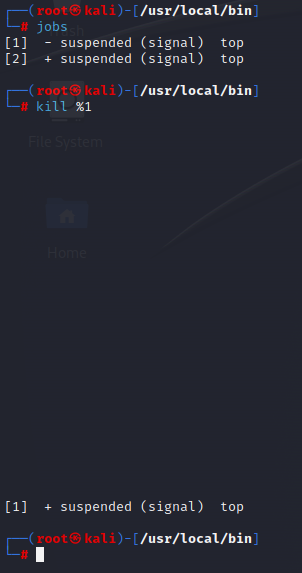 ┌──(root㉿kali)-[/usr/local/bin]
└─# jobs
[1]  - suspended (signal)  top
[2]  + suspended (signal)  top
┌──(root㉿kali)-[/usr/local/bin]
└─# kill %1
File System
Home
[1]  + suspended (signal)  top
┌──(root㉿kali)-[/usr/local/bin]
└─#